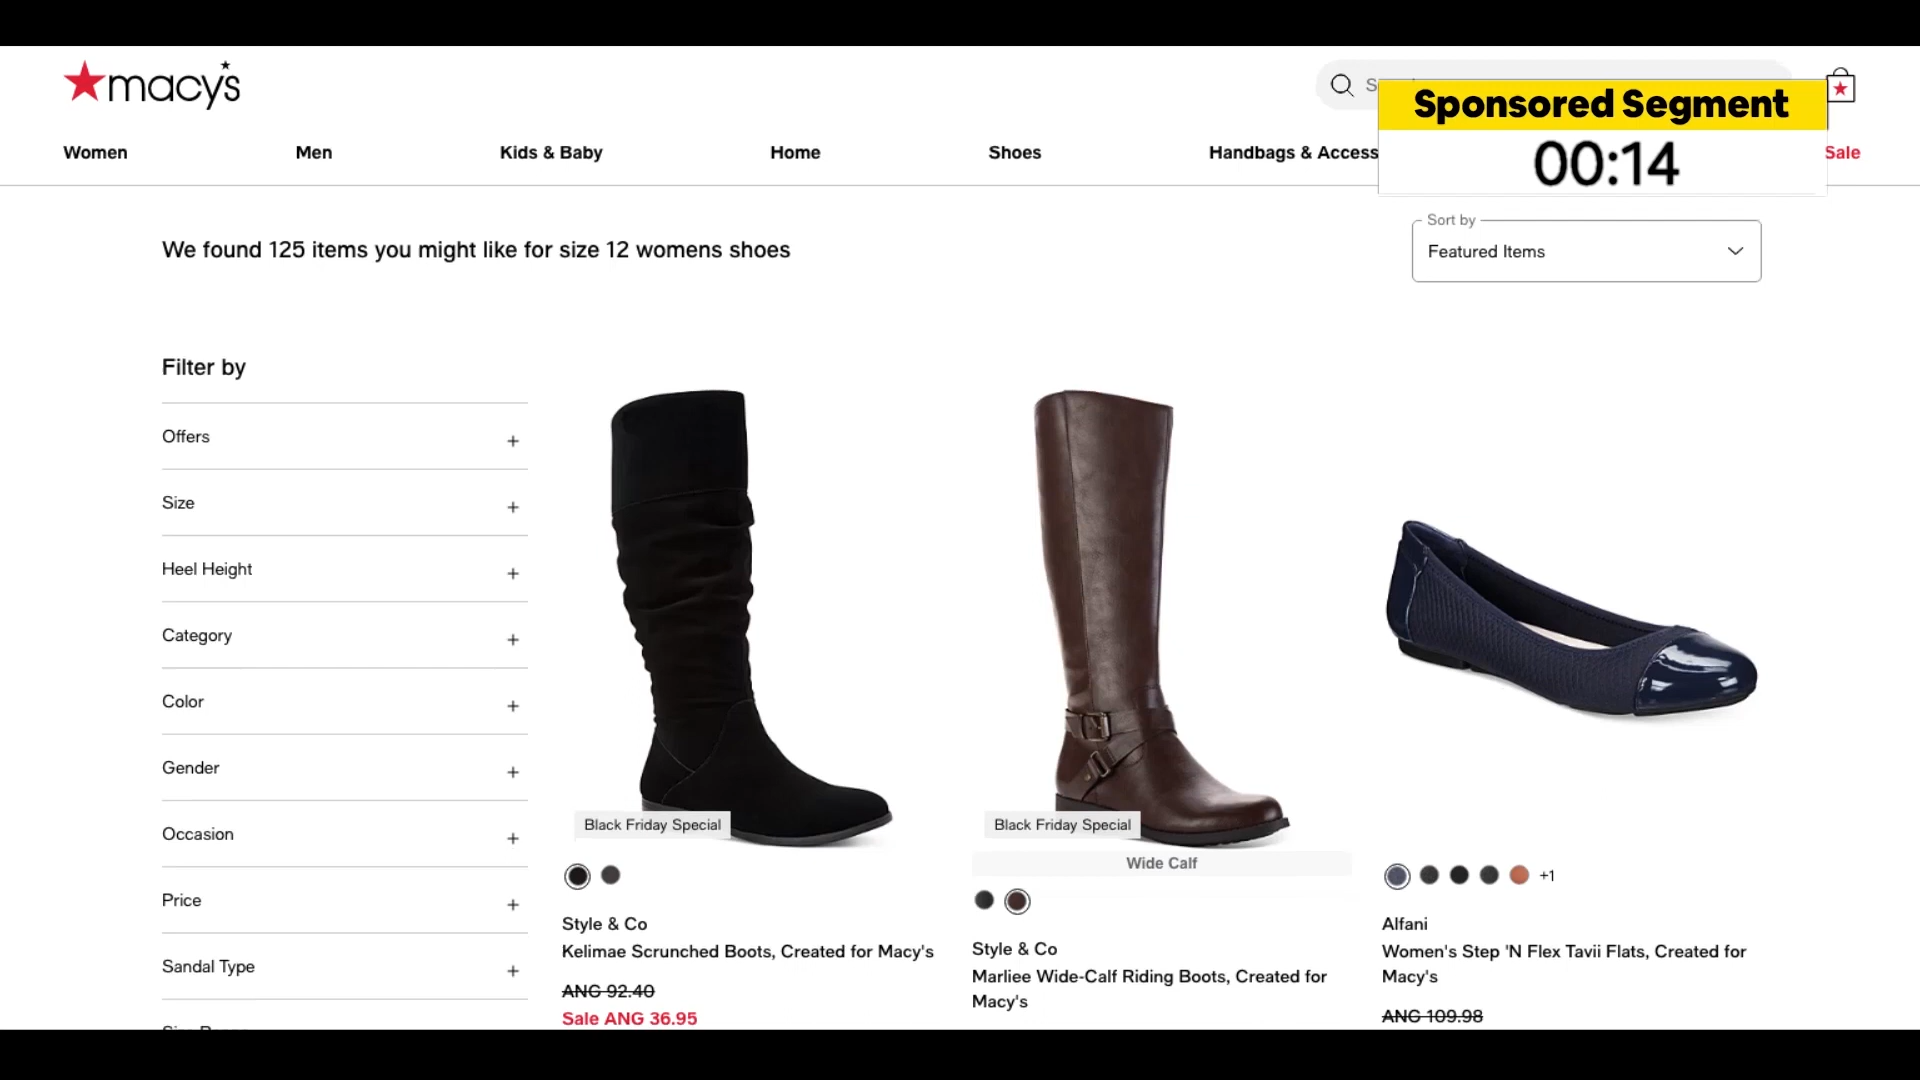 macy's
Sponsored Segment
00:14
Women
Men
Kids & Baby
Home
Shoes
Handbags & Access
Sale
We found 125 items you might like for size 12 womens shoes
Sort by
Featured Items
Filter by
Offers
Size
Heel Height
Category
Color
Gender
Occasion
Price
Sandal Type
Black Friday Special
Style & Co
Kelimae Scrunched Boots, Created for Macy's
ANG 92.40
Sale ANG 36.95
Black Friday Special
Wide Calf
Style & Co
Marliee Wide-Calf Riding Boots, Created for
Macy's
+1
Alfani
Women's Step 'N Flex Tavii Flats, Created for
Macy's
ANG 109.98